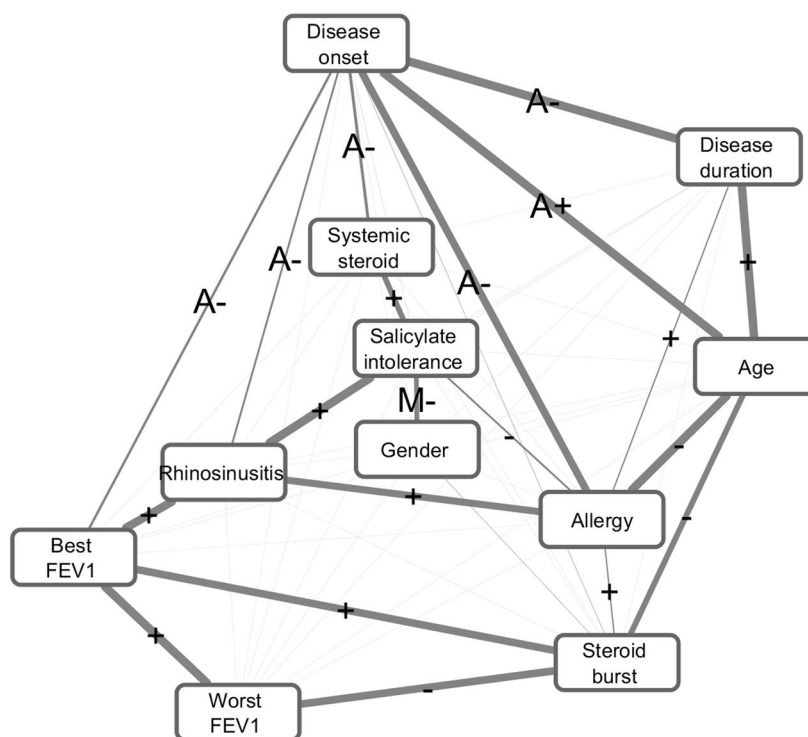 Disease
onset
A-
Disease
duration
A-
A+
Systemic
steroid
A-
+
A-
A-
+
Salicylate
intolerance
+
Age
M-
+
-
Gender
-
Rhinosinusitis
+
Allergy
+
-
Best
FEV1
+
+
+
Steroid
burst
-
Worst
FEV1